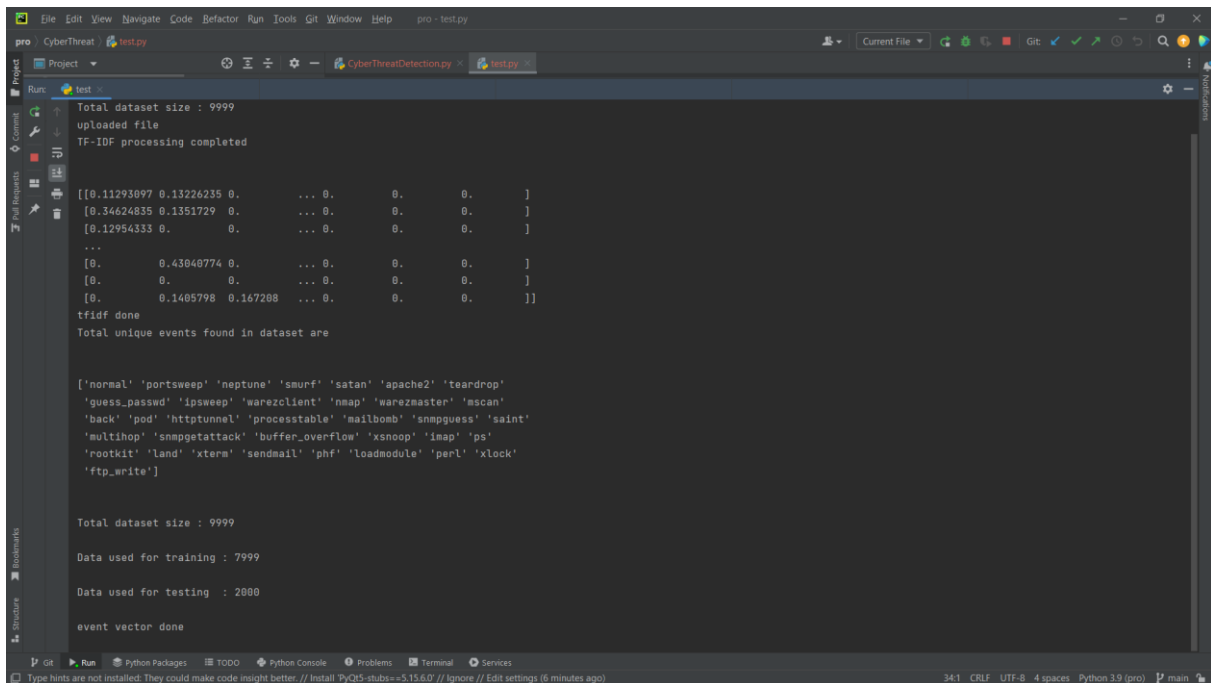 File Edit View Navigate Code Refactor Run Tools Git Window Help pro - test.py
pro CyberThreat test.py Current File Git:
Project CyberThreatDetection.py test.py
Run: test
Total dataset size : 9999
uploaded file
TF-IDF processing completed
[[0.11293097 0.13226235 0. ... 0. 0. 0. ]
[0.34624835 0.1351729 0. ... 0. 0. 0. ]
[0.12954333 0. 0. ... 0. 0. 0. ]
...
[0. 0.43040774 0. ... 0. 0. 0. ]
[0. 0. 0. ... 0. 0. 0. ]
[0. 0.1405798 0.167208 ... 0. 0. 0. ]]
tfidf done
Total unique events found in dataset are
['normal' 'portsweep' 'neptune' 'smurf' 'satan' 'apache2' 'teardrop'
'guess_passwd' 'ipsweep' 'warezclient' 'nmap' 'warezmaster' 'mscan'
'back' 'pod' 'httptunnel' 'processtable' 'mailbomb' 'snmpguess' 'saint'
'multihop' 'snmpgetattack' 'buffer_overflow' 'xsnoop' 'imap' 'ps'
'rootkit' 'land' 'xterm' 'sendmail' 'phf' 'loadmodule' 'perl' 'xlock'
'ftp_write']
Total dataset size : 9999
Data used for training : 7999
Data used for testing : 2000
event vector done
Project
Commit
Pull Requests
Bookmarks
Structure
Notifications
Git Run Python Packages TODO Python Console Problems Terminal Services
Type hints are not installed: They could make code insight better. // Install 'PyQt5-stubs==5.15.6.0' // Ignore // Edit settings (6 minutes ago) 34:1 CRLF UTF-8 4 spaces Python 3.9 (pro) main